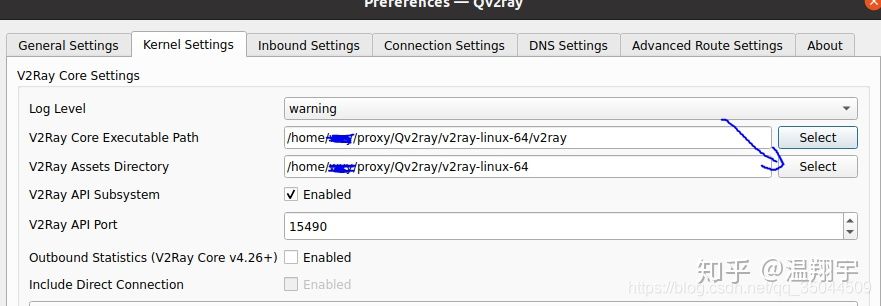 Preferences — Qv2ray
General Settings Kernel Settings Inbound Settings Connection Settings DNS Settings Advanced Route Settings About
V2Ray Core Settings
Log Level warning
V2Ray Core Executable Path /home/ /proxy/Qv2ray/v2ray-linux-64/v2ray Select
V2Ray Assets Directory /home/ /proxy/Qv2ray/v2ray-linux-64 Select
V2Ray API Subsystem Enabled
V2Ray API Port 15490
Outbound Statistics (V2Ray Core v4.26+) Enabled
Include Direct Connection Enabled
知乎 @温翔宇
https://blog.csdn.net/qq_35044509